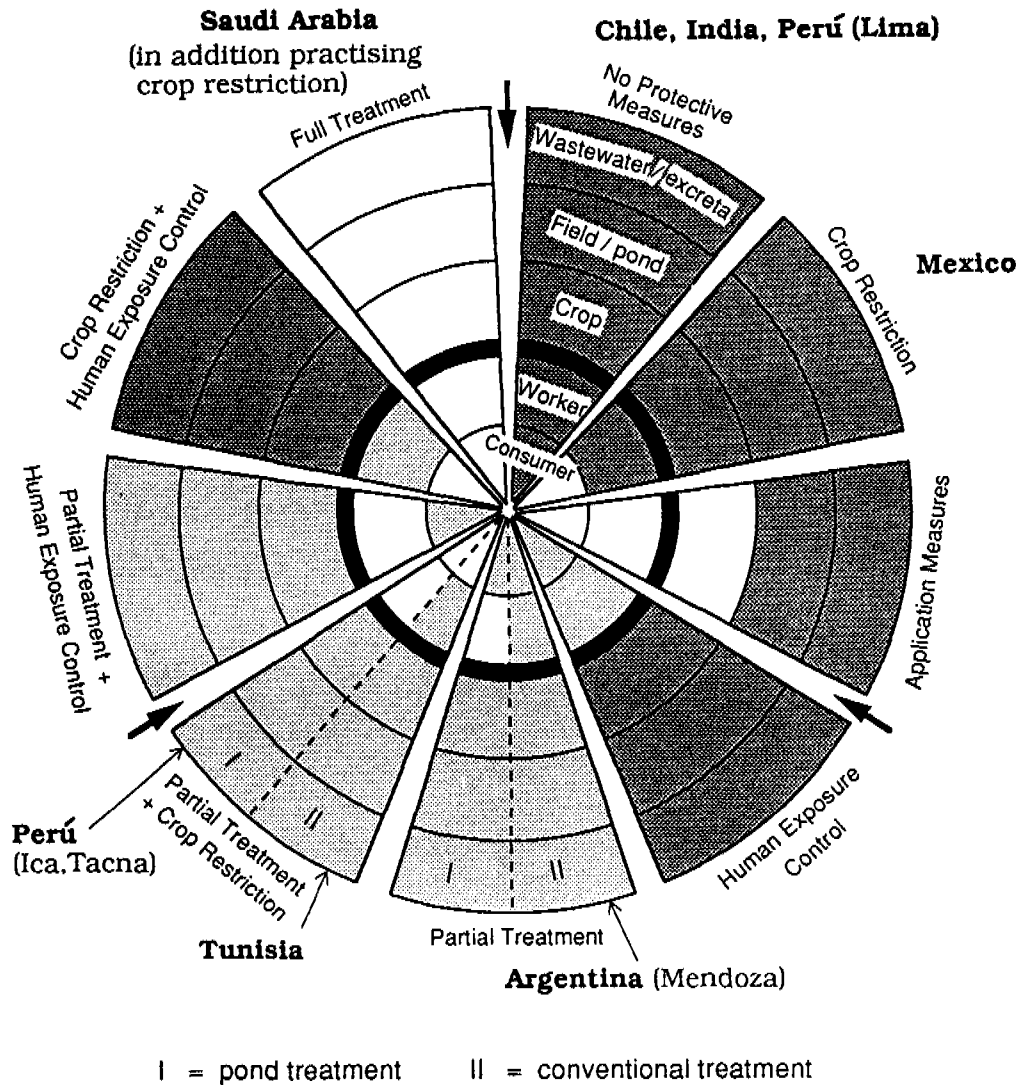 Saudi Arabia
(in addition practising
crop restriction)
Chile, India, Perú (Lima)
No Protective
Measures
Full Treatment
Wastewater/excreta
Field / pond
Crop
Worker
Consumer
Crop Restriction
Mexico
Crop Restriction +
Human Exposure Control
Application Measures
Partial Treatment +
Human Exposure Control
Human Exposure
Control
Perú
(Ica,Tacna)
I
II
Partial Treatment
+ Crop Restriction
Tunisia
I
II
Partial Treatment
Argentina (Mendoza)
I = pond treatment II = conventional treatment